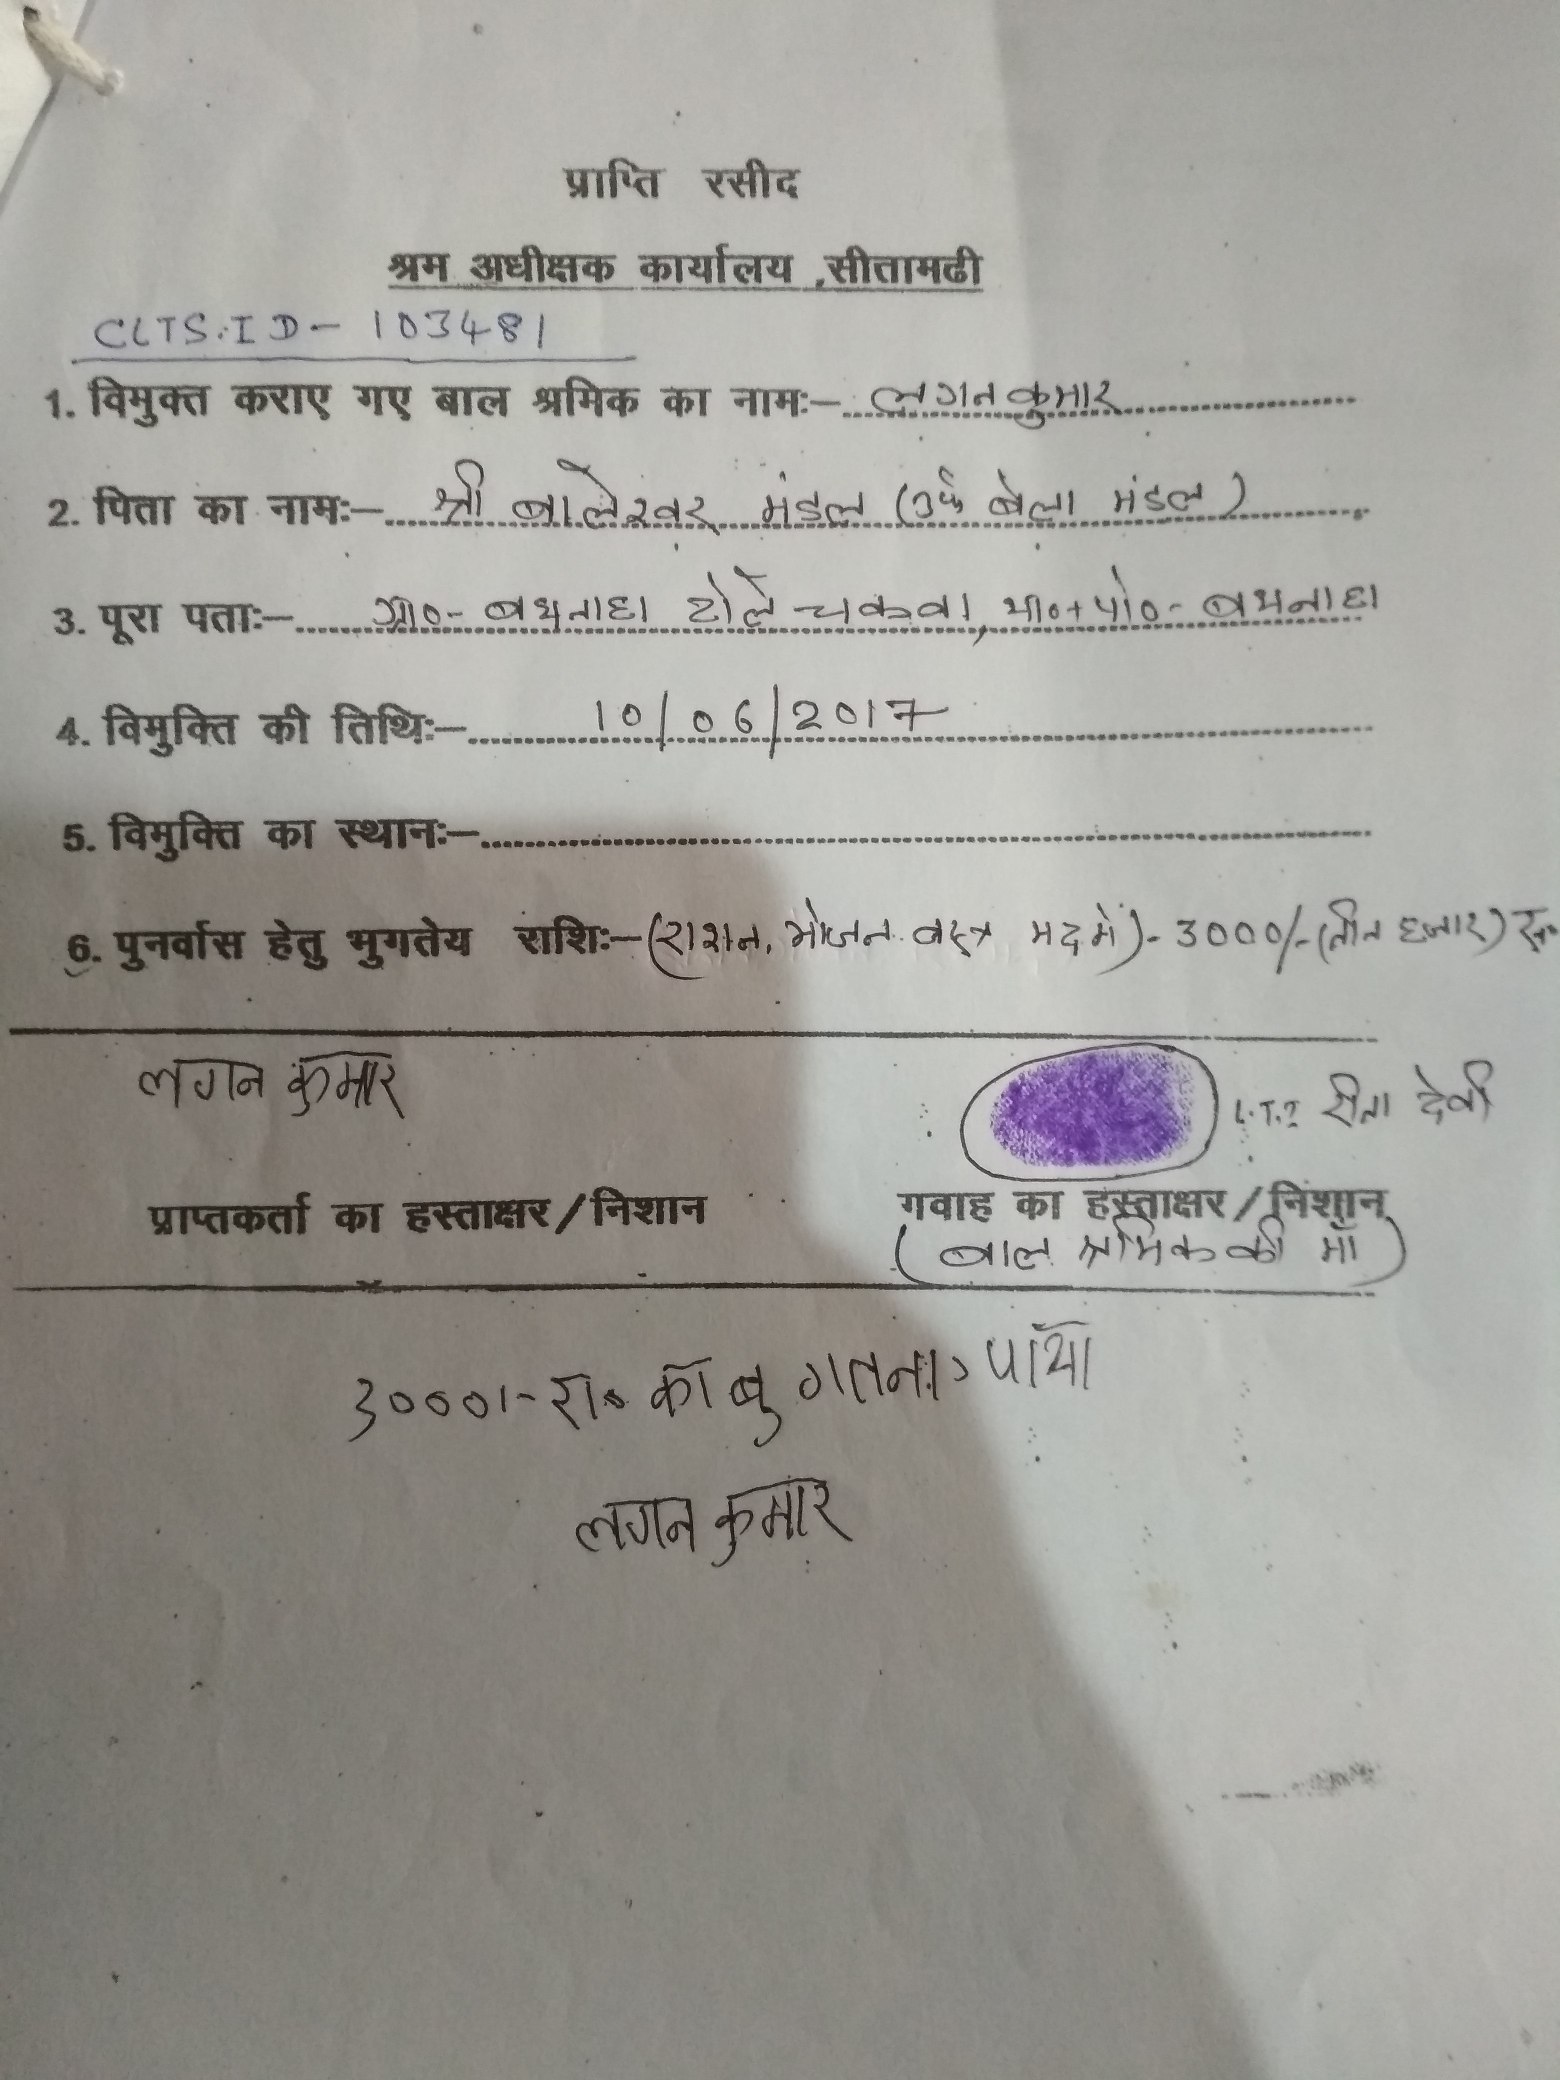 प्राप्ति रसीद
श्रम अधीक्षक कार्यालय ,सीतामढी
CLTS.ID- 103481
1. विमुक्त कराए गए बाल श्रमिक का नामः- लगन कुमार
2. पिता का नामः- श्री बालेश्वर मंडल (उर्फ बेला मंडल)
3. पूरा पताः- ग्रा०- बथनाहा टोले चकवा, था०+पो०- बथनाहा
4. विमुक्ति की तिथिः- 10/06/2017
5. विमुक्ति का स्थानः-
6. पुनर्वास हेतु भुगतेय राशिः-(राशन, भोजन वस्त्र मद में)- 3000/-(तीन हजार) रू०
लगन कुमार
L.T.I रीता देवी
प्राप्तकर्ता का हस्ताक्षर/निशान गवाह का हस्ताक्षर/निशान
(बाल श्रमिक की माँ)
3000/- रा० कॉ बु गतनः पॉया
लगन कुमार